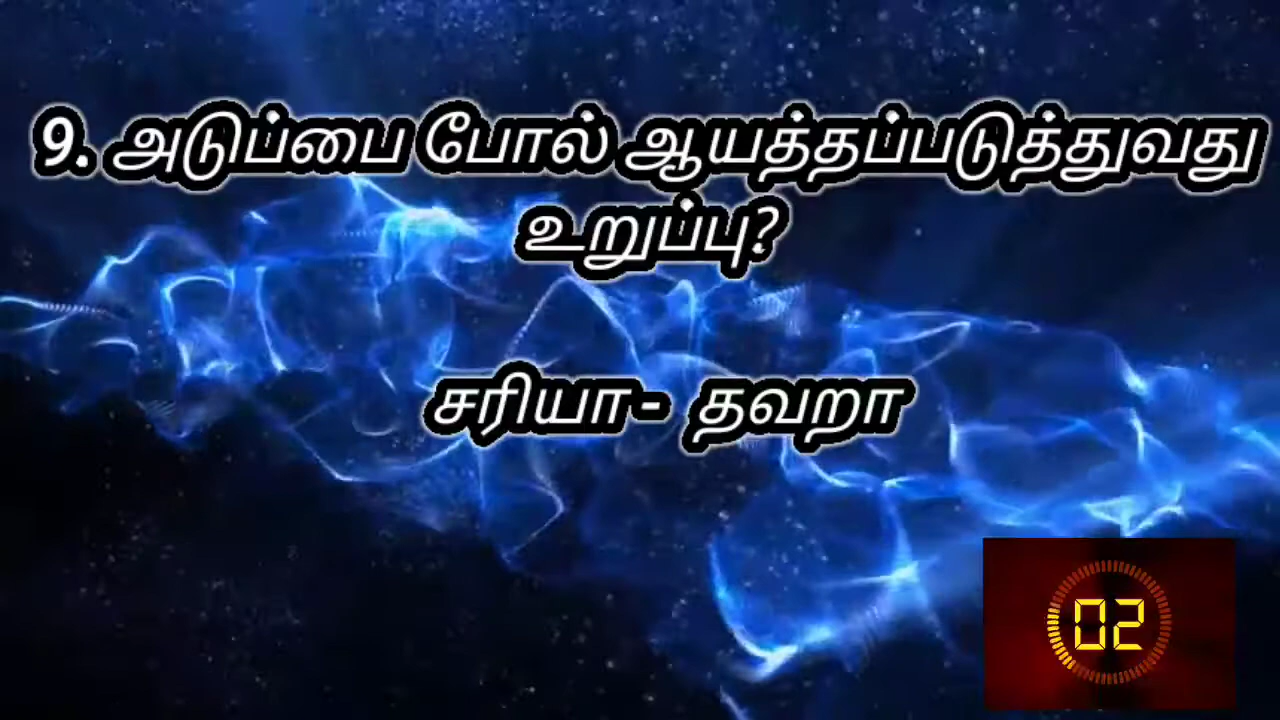 9. அடுப்பை போல் ஆயத்தப்படுத்துவது
உறுப்பு?
சரியா - தவறா
02